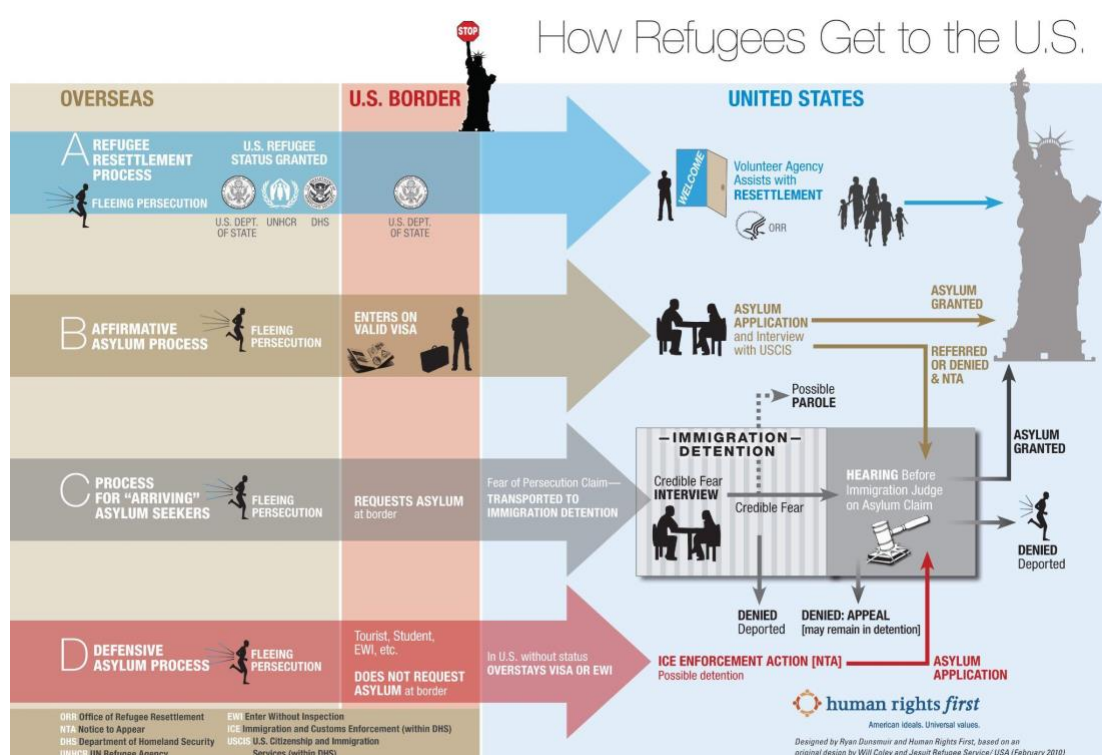 STOP
How Refugees Get to the U.S.
OVERSEAS
U.S. BORDER
UNITED STATES
A REFUGEE
RESETTLEMENT
PROCESS
FLEEING PERSECUTION
U.S. REFUGEE
STATUS GRANTED
U.S. DEPT.
OF STATE
UNHCR
DHS
U.S. DEPT.
OF STATE
WELCOME
Volunteer Agency
Assists with
RESETTLEMENT
ORR
B AFFIRMATIVE
ASYLUM PROCESS
FLEEING
PERSECUTION
ENTERS ON
VALID VISA
ASYLUM
APPLICATION
and Interview
with USCIS
ASYLUM
GRANTED
REFERRED
OR DENIED
& NTA
C PROCESS
FOR "ARRIVING"
ASYLUM SEEKERS
FLEEING
PERSECUTION
REQUESTS ASYLUM
at border
Fear of Persecution Claim—
TRANSPORTED TO
IMMIGRATION DETENTION
Possible
PAROLE
—IMMIGRATION—
DETENTION
Credible Fear
INTERVIEW
Credible Fear
HEARING Before
Immigration Judge
on Asylum Claim
ASYLUM
GRANTED
DENIED
Deported
DENIED
Deported
DENIED: APPEAL
[may remain in detention]
D DEFENSIVE
ASYLUM PROCESS
FLEEING
PERSECUTION
Tourist, Student,
EWI, etc.
DOES NOT REQUEST
ASYLUM at border
In U.S. without status
OVERSTAYS VISA OR EWI
ICE ENFORCEMENT ACTION [NTA]
Possible detention
ASYLUM
APPLICATION
ORR Office of Refugee Resettlement
NTA Notice to Appear
DHS Department of Homeland Security
UNHCR UN Refugee Agency
EWI Enter Without Inspection
ICE Immigration and Customs Enforcement (within DHS)
USCIS U.S. Citizenship and Immigration
Services (within DHS)
human rights first
American ideals. Universal values.
Designed by Ryan Dunsmuir and Human Rights First, based on an
original design by Will Coley and Jesuit Refugee Service/ USA (February 2010)